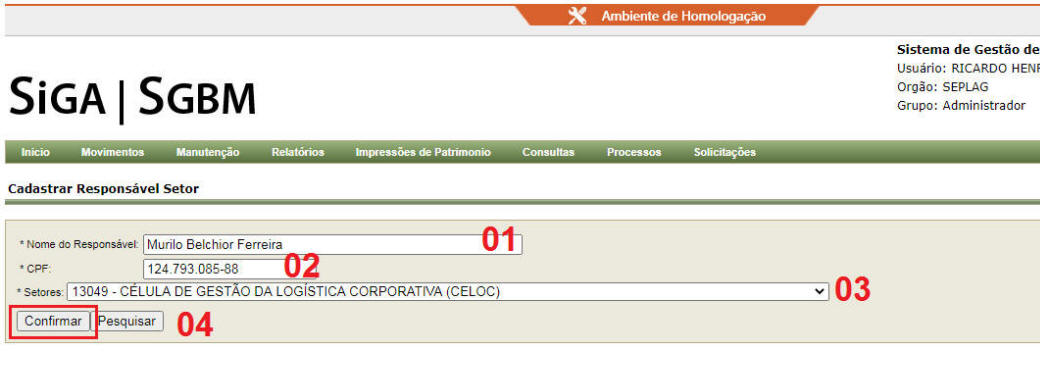 Ambiente de Homologação
Sistema de Gestão de
Usuário: RICARDO HENR
Orgão: SEPLAG
Grupo: Administrador
SIGA | SGBM
Início Movimentos Manutenção Relatórios Impressões de Patrimonio Consultas Processos Solicitações
Cadastrar Responsável Setor
* Nome do Responsável: Murilo Belchior Ferreira 01
* CPF: 124.793.085-88 02
* Setores: 13049 - CÉLULA DE GESTÃO DA LOGÍSTICA CORPORATIVA (CELOC) 03
Confirmar Pesquisar 04